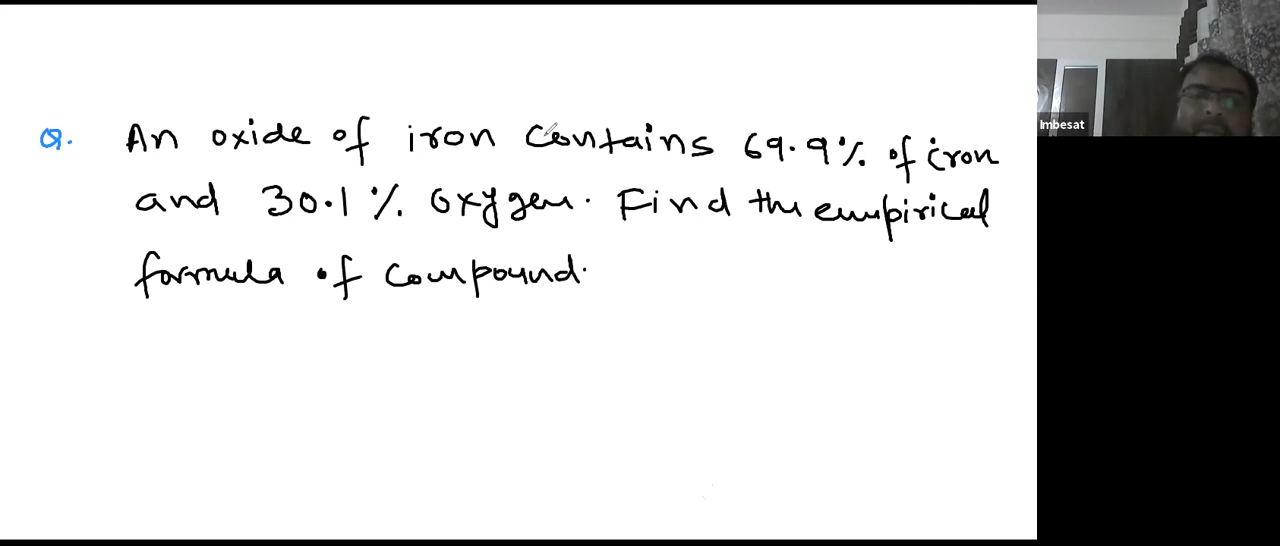 Q. An oxide of iron contains 69.9% of iron
and 30.1% oxygen. Find the empirical
formula of compound.
Imbesat